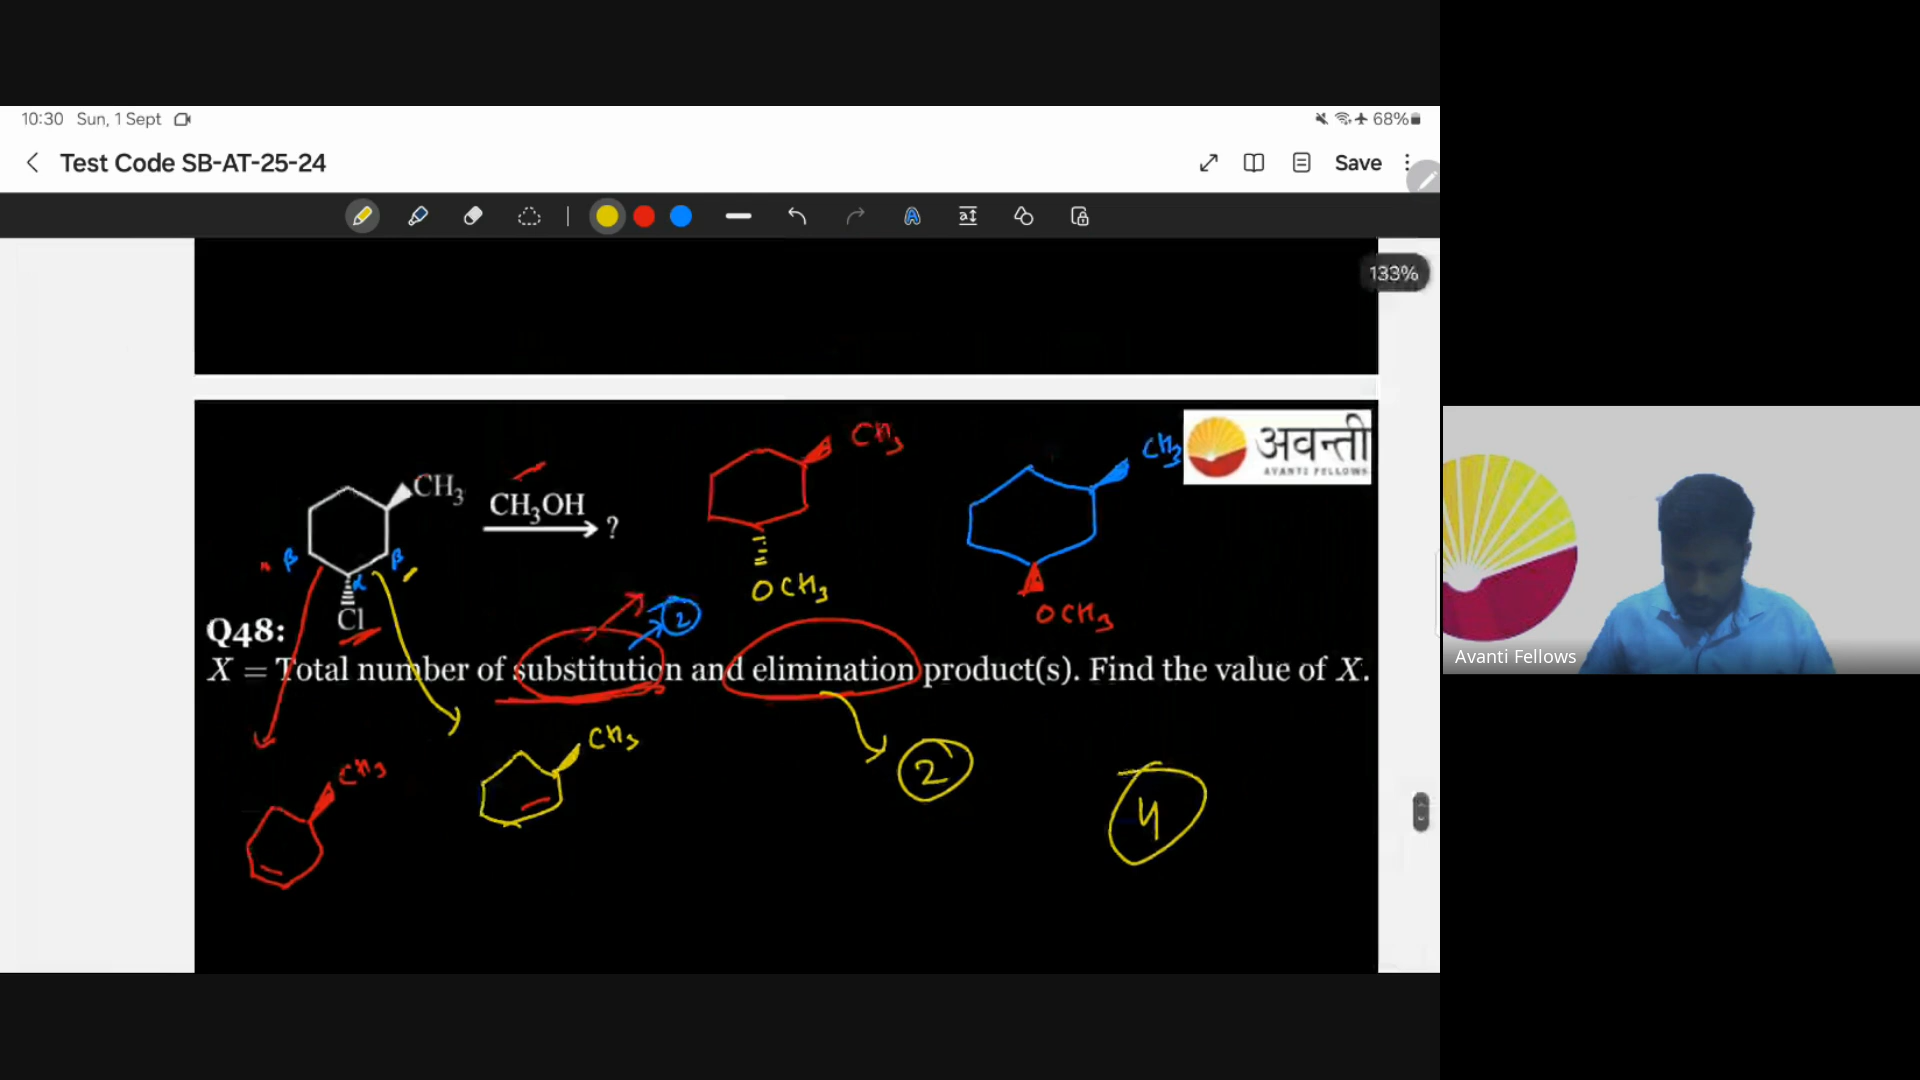 10:30 Sun, 1 Sept
68%
Test Code SB-AT-25-24
Save
133%
अवन्ती
AVANTI FELLOWS
CH3
CH3OH
?
β
β
α
Cl
CH3
OCH3
CH3
OCH3
2
Q48:
X = Total number of substitution and elimination product(s). Find the value of X.
CH3
CH3
2
4
Avanti Fellows